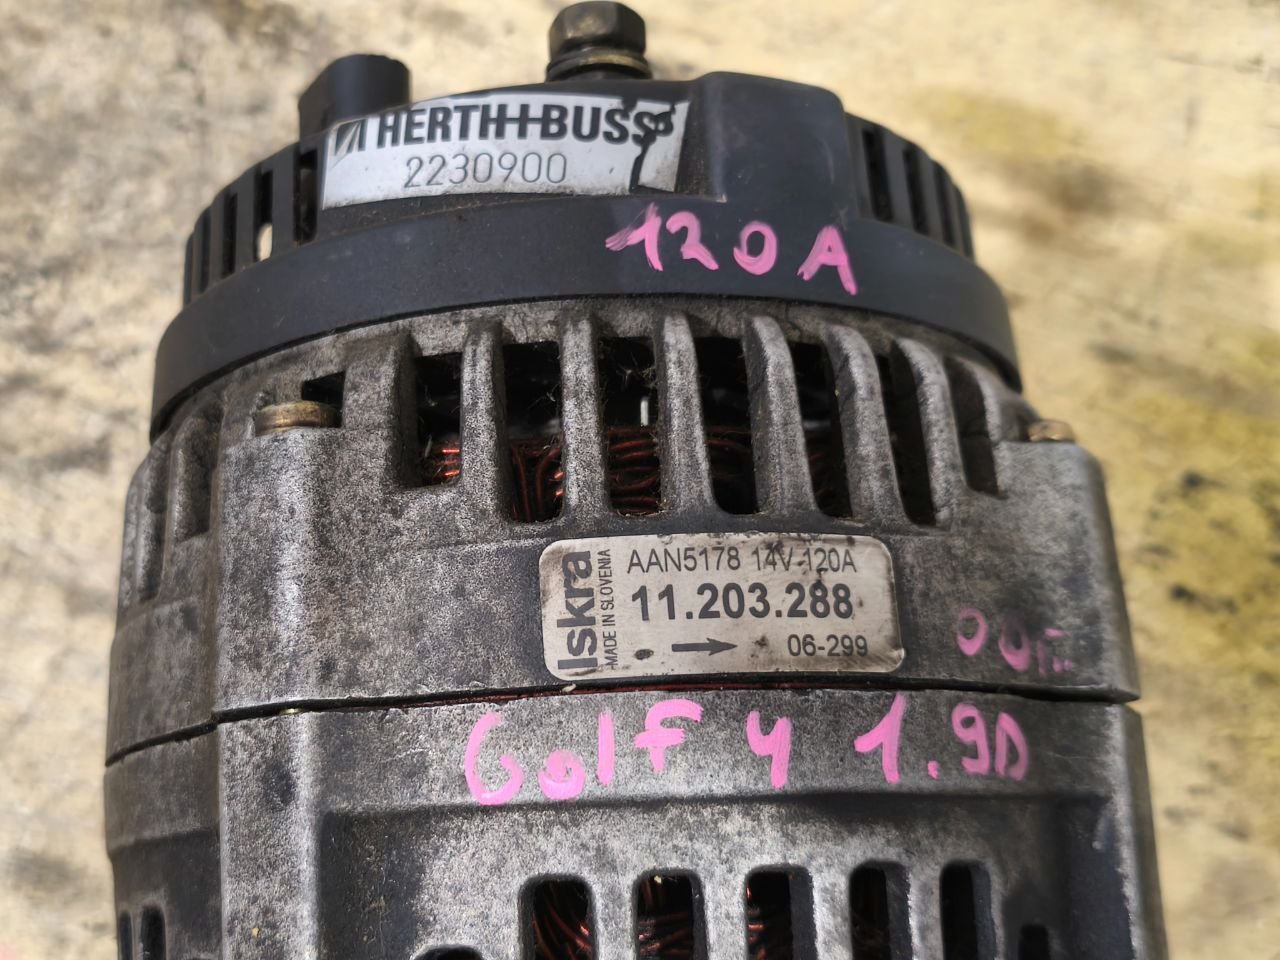 HERTH+BUSS
2230900
120A
Iskra
MADE IN SLOVENIA
AAN5178 14V-120A
11.203.288
06-299
Golf 4 1.9D